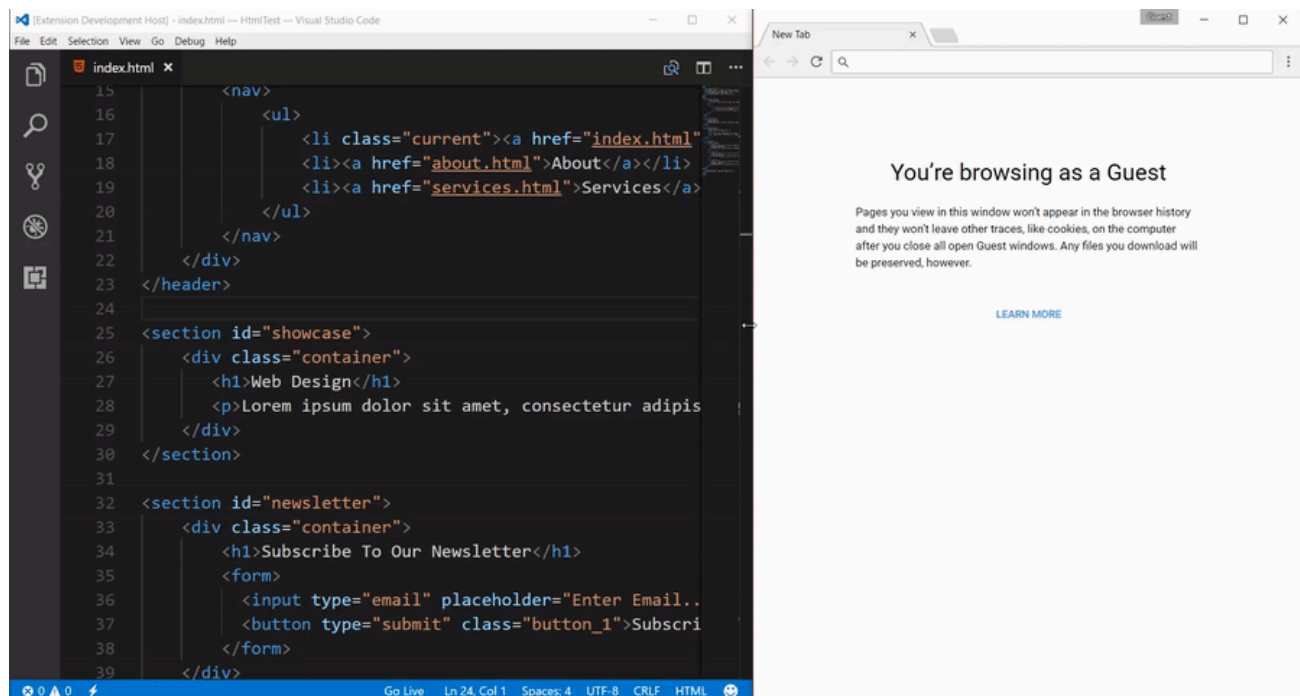 [Extension Development Host] - index.html — HtmlTest — Visual Studio Code
File Edit Selection View Go Debug Help
index.html
15 <nav>
16 <ul>
17 <li class="current"><a href="index.html"
18 <li><a href="about.html">About</a></li>
19 <li><a href="services.html">Services</a>
20 </ul>
21 </nav>
22 </div>
23 </header>
24
25 <section id="showcase">
26 <div class="container">
27 <h1>Web Design</h1>
28 <p>Lorem ipsum dolor sit amet, consectetur adipis
29 </div>
30 </section>
31
32 <section id="newsletter">
33 <div class="container">
34 <h1>Subscribe To Our Newsletter</h1>
35 <form>
36 <input type="email" placeholder="Enter Email..
37 <button type="submit" class="button_1">Subscri
38 </form>
39 </div>
0 0 Go Live Ln 24, Col 1 Spaces: 4 UTF-8 CRLF HTML
Guest
New Tab
You're browsing as a Guest
Pages you view in this window won't appear in the browser history
and they won't leave other traces, like cookies, on the computer
after you close all open Guest windows. Any files you download will
be preserved, however.
LEARN MORE